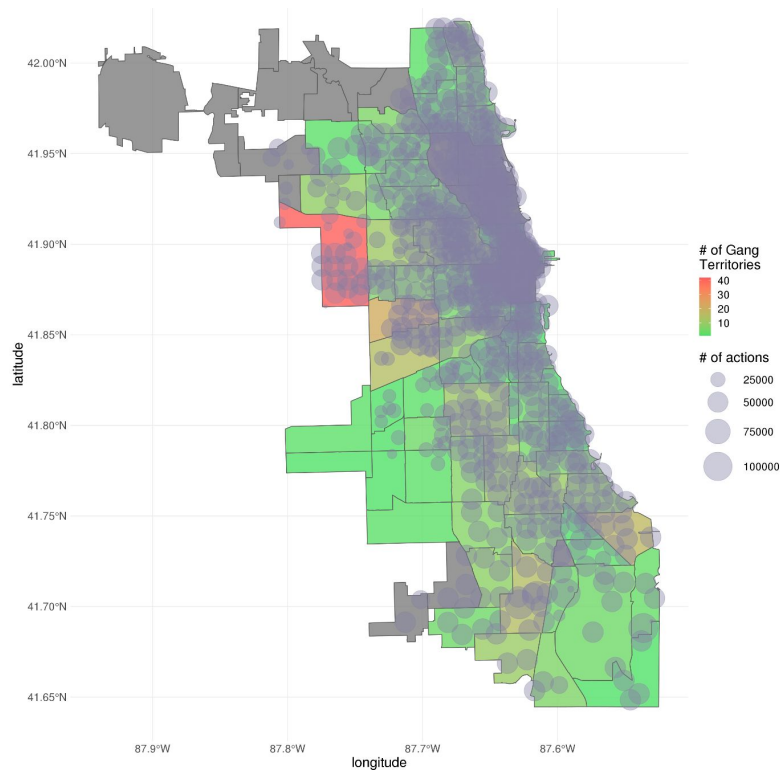 42.00°N
41.95°N
41.90°N
41.85°N
41.80°N
41.75°N
41.70°N
41.65°N
latitude
87.9°W 87.8°W 87.7°W 87.6°W
longitude
# of Gang
Territories
40
30
20
10
# of actions
25000
50000
75000
100000